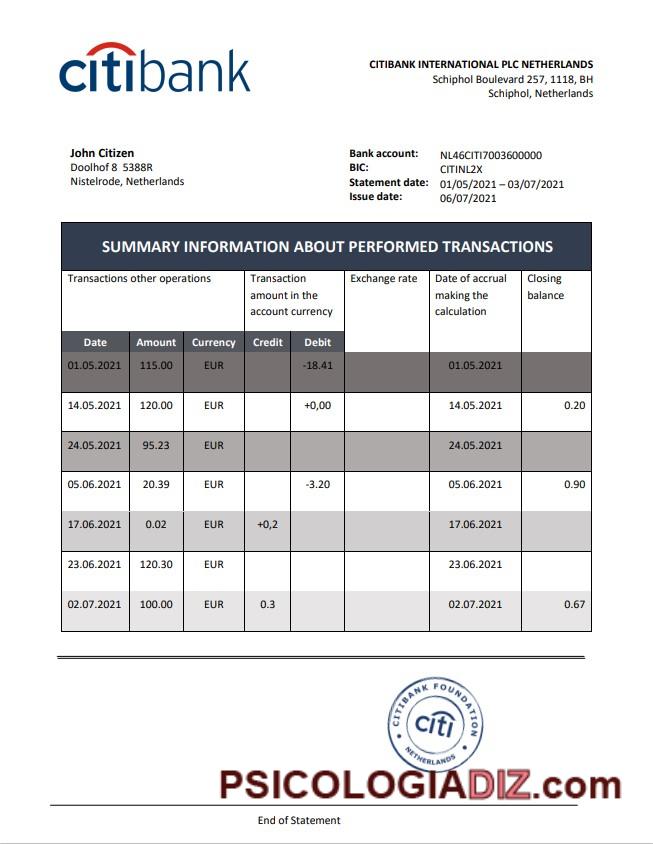 citibank
CITIBANK INTERNATIONAL PLC NETHERLANDS
Schiphol Boulevard 257, 1118, BH
Schiphol, Netherlands
John Citizen
Doolhof 8 5388R
Nistelrode, Netherlands
Bank account: NL46CITI7003600000
BIC: CITINL2X
Statement date: 01/05/2021 – 03/07/2021
Issue date: 06/07/2021
SUMMARY INFORMATION ABOUT PERFORMED TRANSACTIONS
Transactions other operations
Transaction
amount in the
account currency
Exchange rate
Date of accrual
making the
calculation
Closing
balance
Date Amount Currency Credit Debit
01.05.2021 115.00 EUR -18.41 01.05.2021
14.05.2021 120.00 EUR +0,00 14.05.2021 0.20
24.05.2021 95.23 EUR 24.05.2021
05.06.2021 20.39 EUR -3.20 05.06.2021 0.90
17.06.2021 0.02 EUR +0,2 17.06.2021
23.06.2021 120.30 EUR 23.06.2021
02.07.2021 100.00 EUR 0.3 02.07.2021 0.67
CITIBANK FOUNDATION
citi
NETHERLANDS
PSICOLOGIADIZ.com
End of Statement